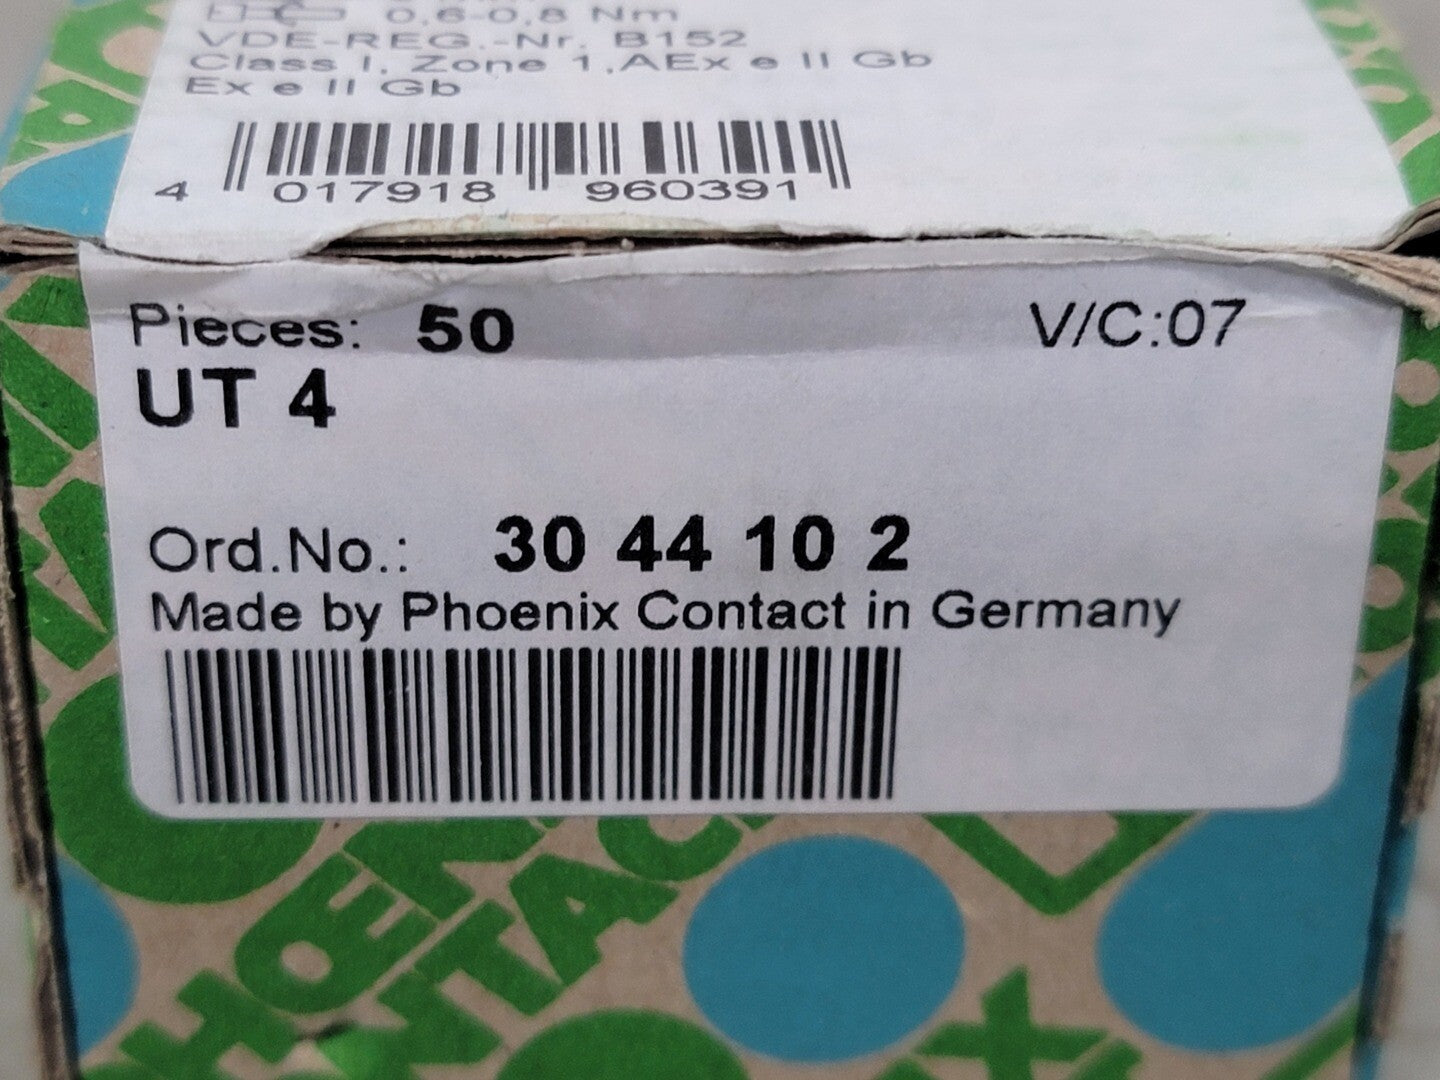 0,6-0,8 Nm
VDE-REG.-Nr. B152
Class I, Zone 1,AEx e II Gb
Ex e II Gb
4 017918 960391
Pieces: 50 V/C:07
UT 4
Ord.No.: 30 44 10 2
Made by Phoenix Contact in Germany